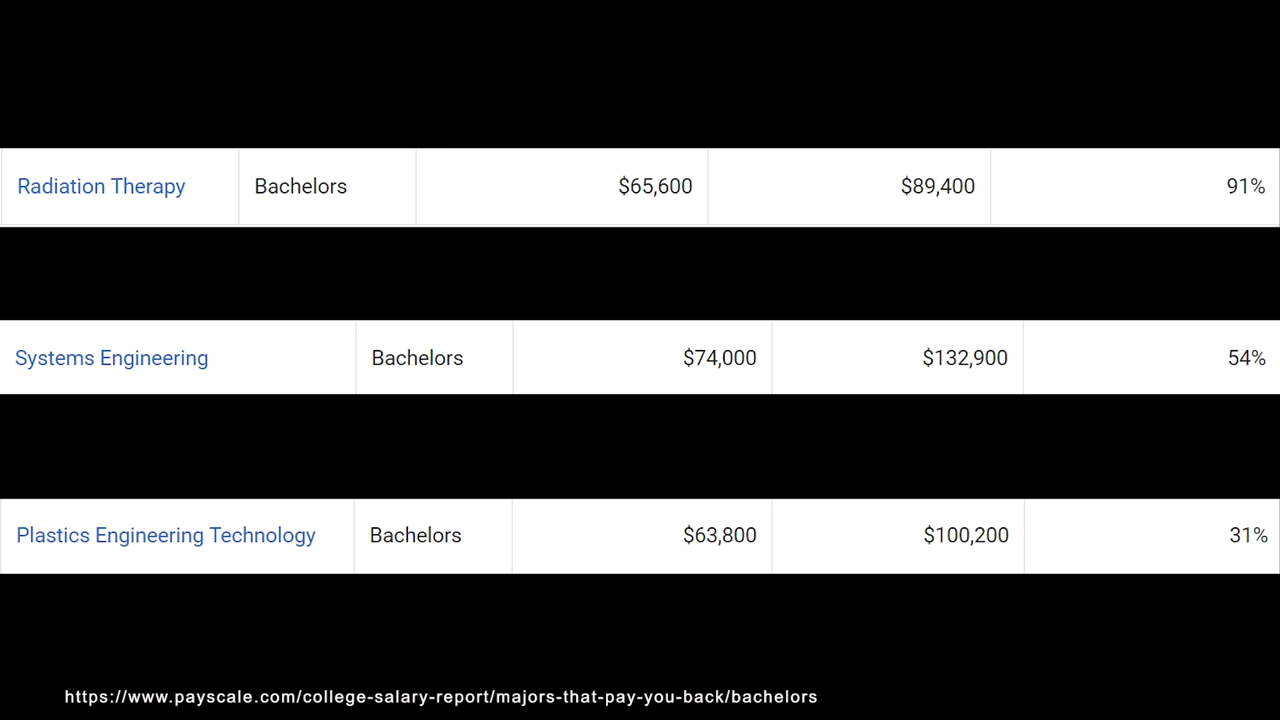 Radiation Therapy Bachelors $65,600 $89,400 91%
Systems Engineering Bachelors $74,000 $132,900 54%
Plastics Engineering Technology Bachelors $63,800 $100,200 31%
https://www.payscale.com/college-salary-report/majors-that-pay-you-back/bachelors